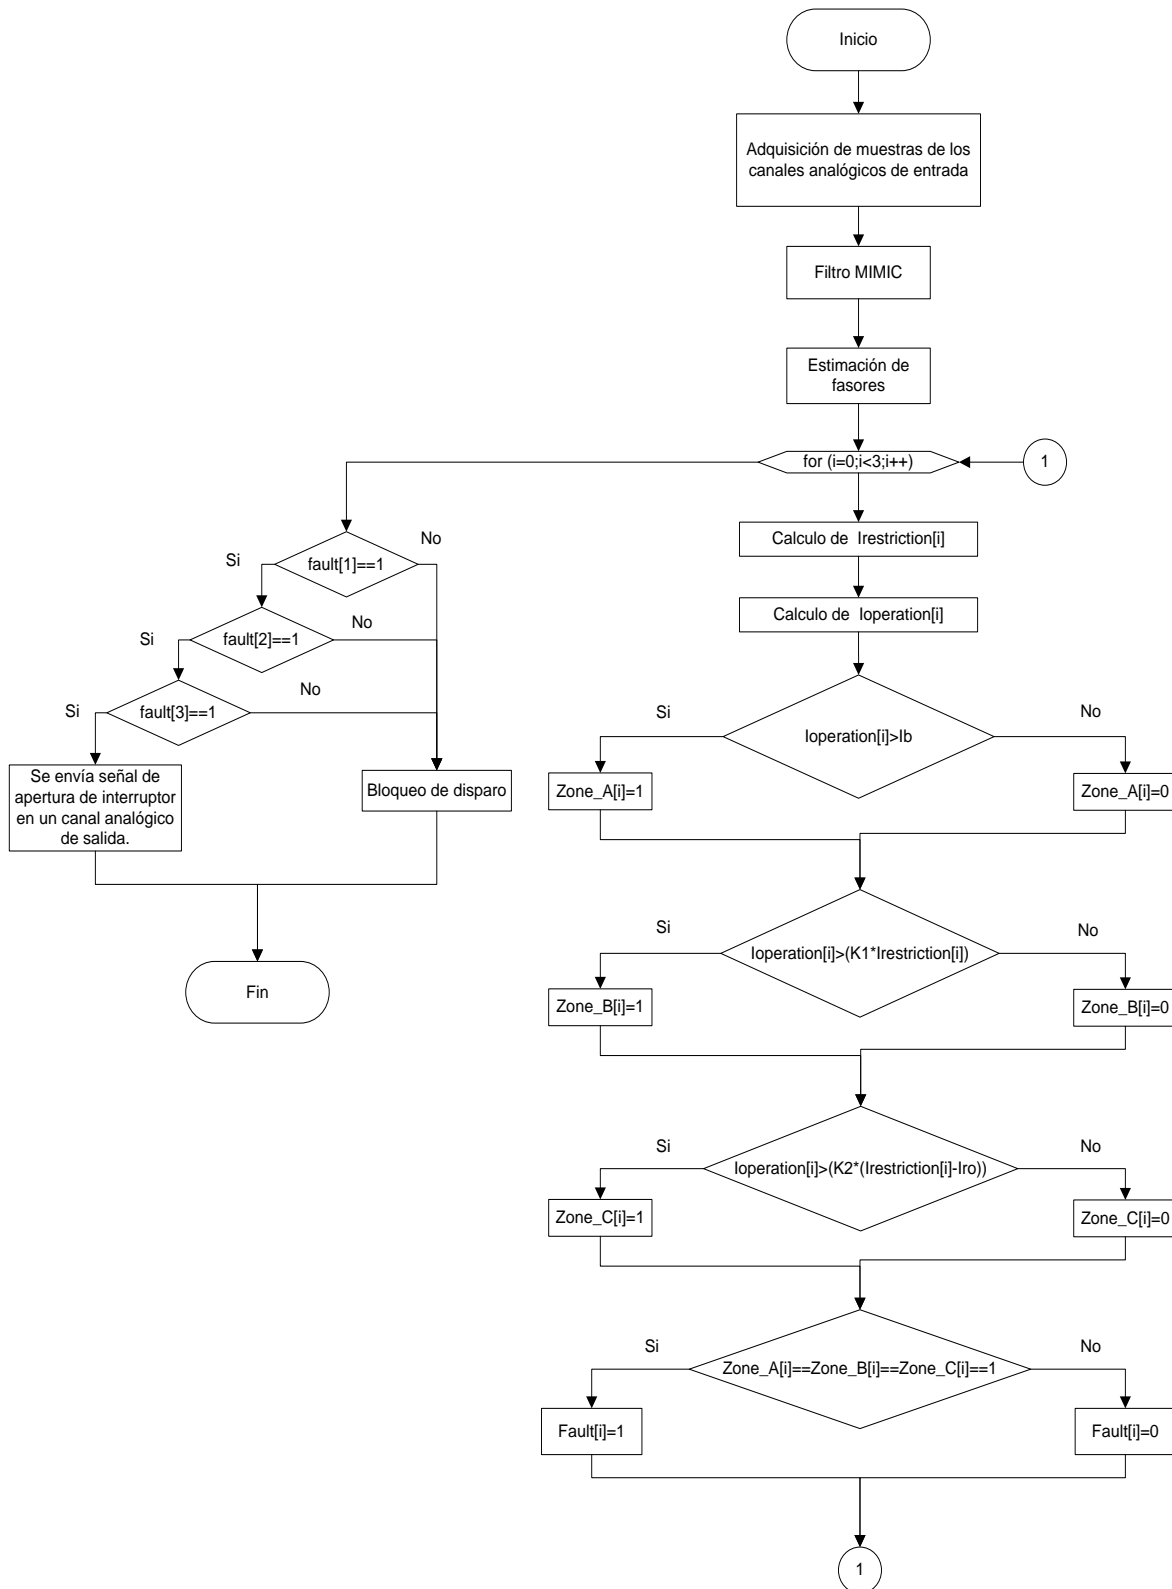 Inicio
Adquisición de muestras de los
canales analógicos de entrada
Filtro MIMIC
Estimación de
fasores
for (i=0;i<3;i++)
1
Calculo de Irestriction[i]
Calculo de Ioperation[i]
Ioperation[i]>Ib
Si
No
Zone_A[i]=1
Zone_A[i]=0
Ioperation[i]>(K1*Irestriction[i])
Si
No
Zone_B[i]=1
Zone_B[i]=0
Ioperation[i]>(K2*(Irestriction[i]-Iro))
Si
No
Zone_C[i]=1
Zone_C[i]=0
Zone_A[i]==Zone_B[i]==Zone_C[i]==1
Si
No
Fault[i]=1
Fault[i]=0
1
fault[1]==1
Si
No
fault[2]==1
Si
No
fault[3]==1
Si
No
Se envía señal de
apertura de interruptor
en un canal analógico
de salida.
Bloqueo de disparo
Fin